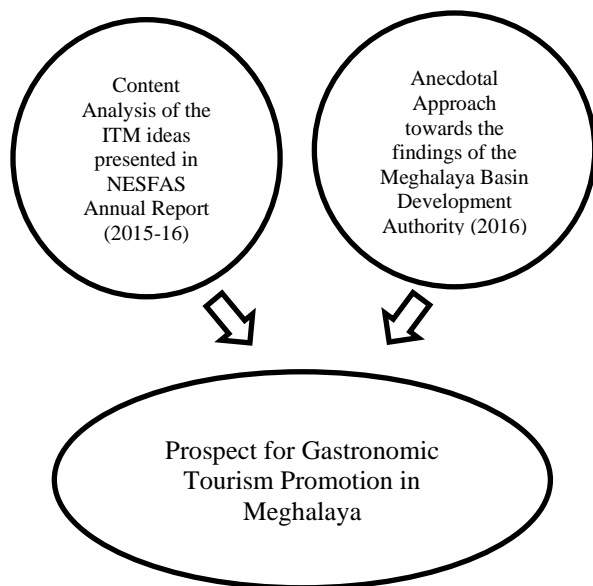 Content
Analysis of the
ITM ideas
presented in
NESFAS
Annual Report
(2015-16)
Anecdotal
Approach
towards the
findings of the
Meghalaya Basin
Development
Authority (2016)
Prospect for Gastronomic
Tourism Promotion in
Meghalaya